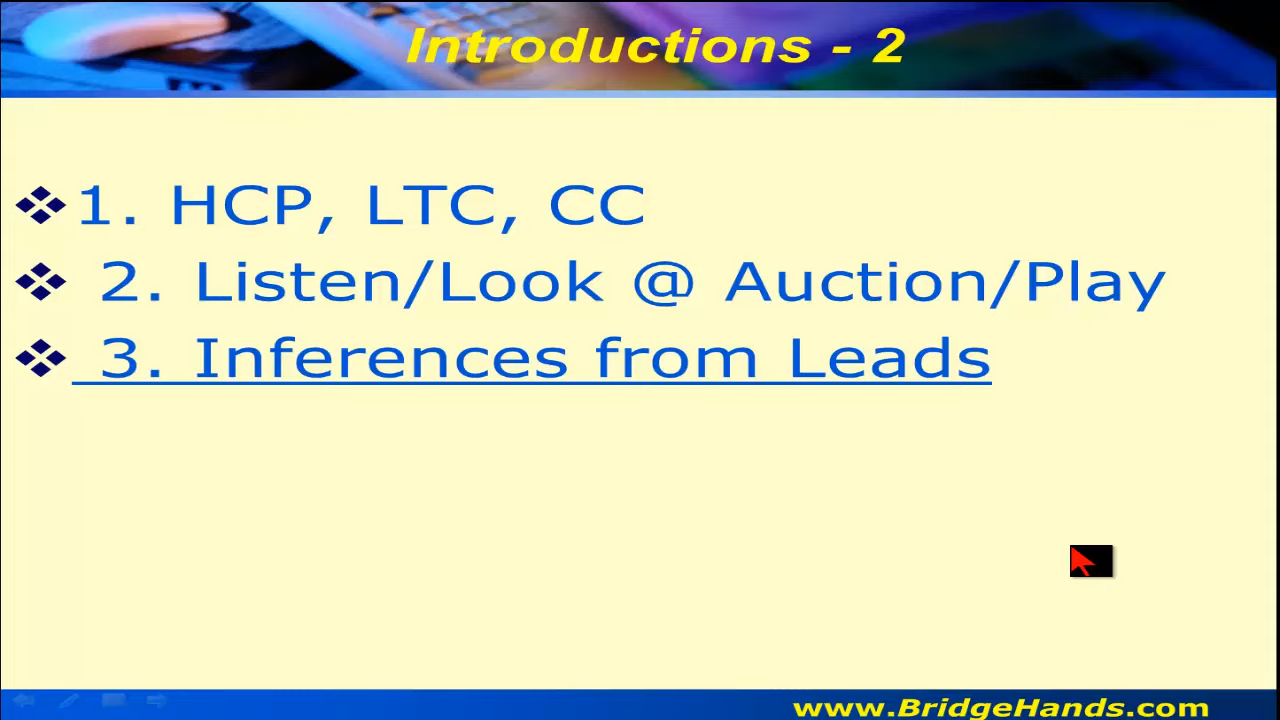 Introductions - 2
1. HCP, LTC, CC
2. Listen/Look @ Auction/Play
3. Inferences from Leads
www.BridgeHands.com